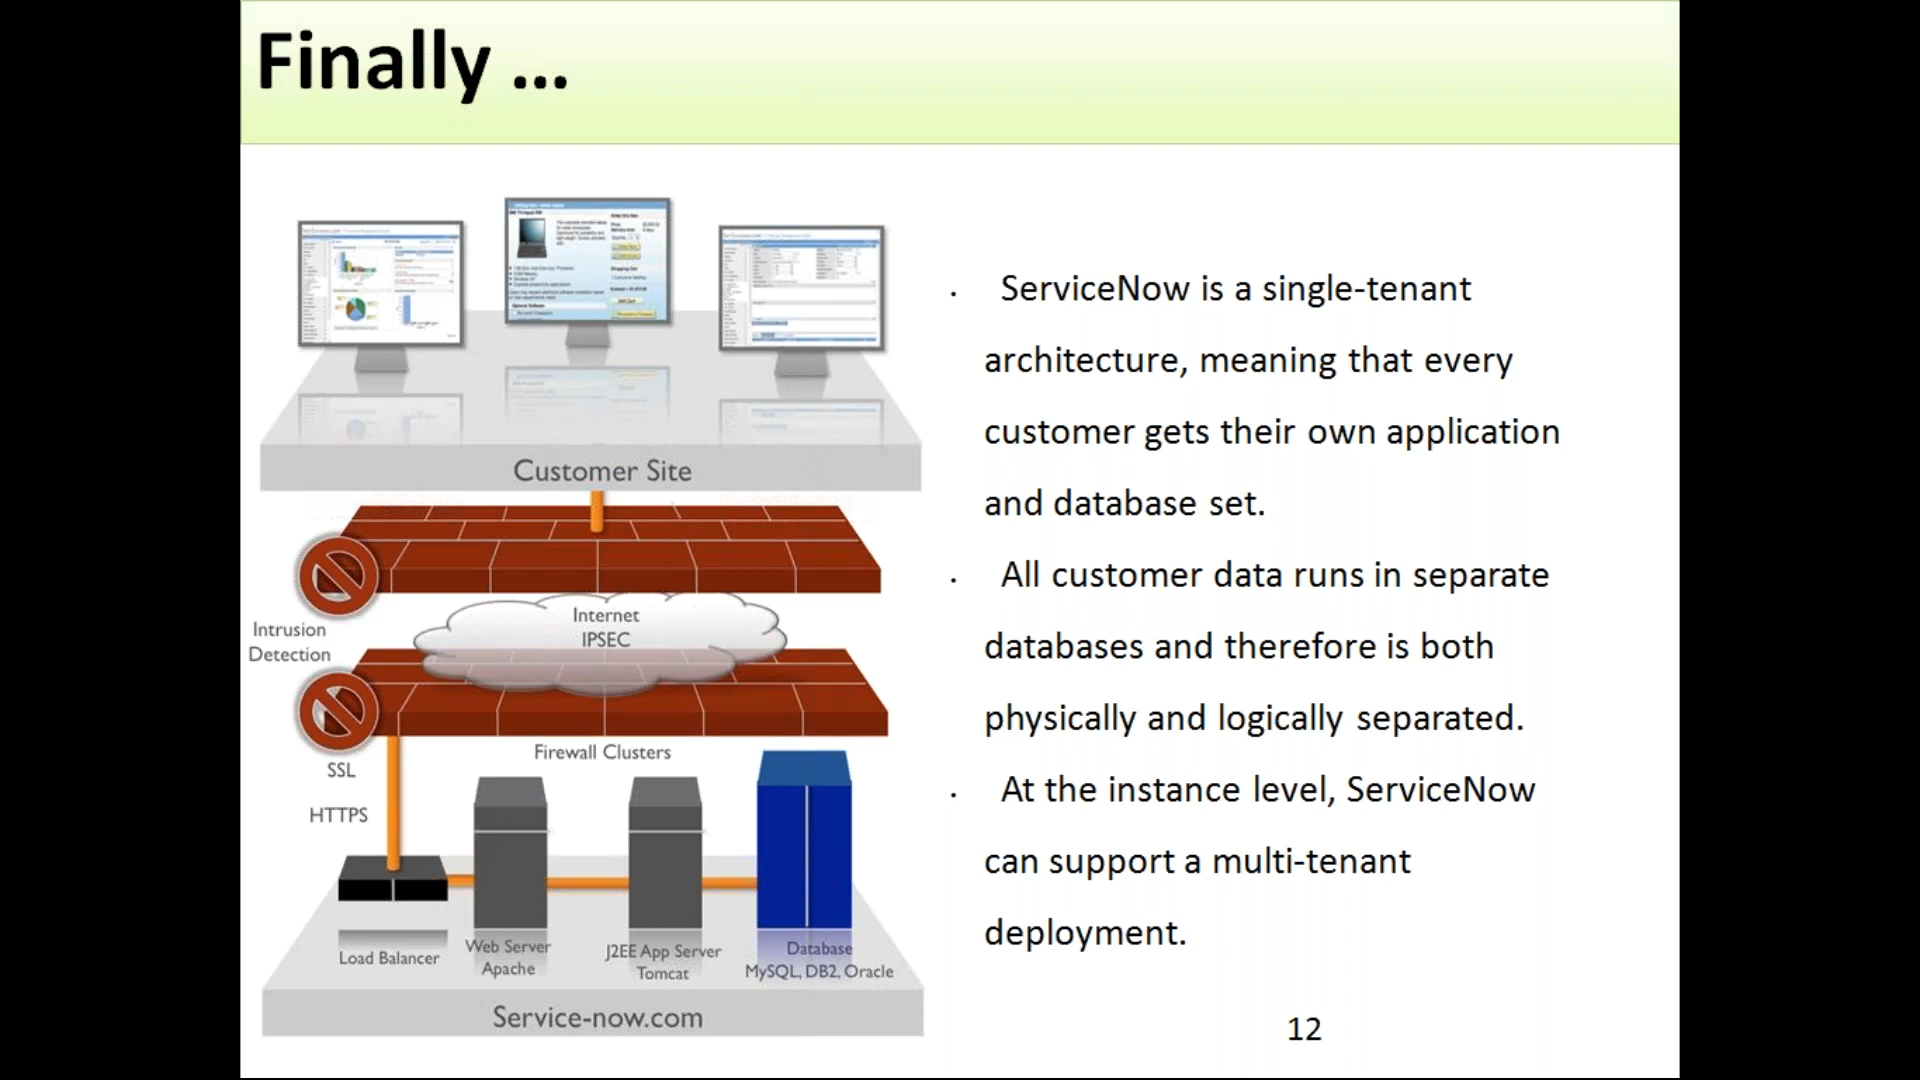 Finally ...
Customer Site
Internet
IPSEC
Intrusion
Detection
SSL
HTTPS
Firewall Clusters
Load Balancer
Web Server
Apache
J2EE App Server
Tomcat
Database
MySQL, DB2, Oracle
Service-now.com
· ServiceNow is a single-tenant
architecture, meaning that every
customer gets their own application
and database set.
· All customer data runs in separate
databases and therefore is both
physically and logically separated.
· At the instance level, ServiceNow
can support a multi-tenant
deployment.
12